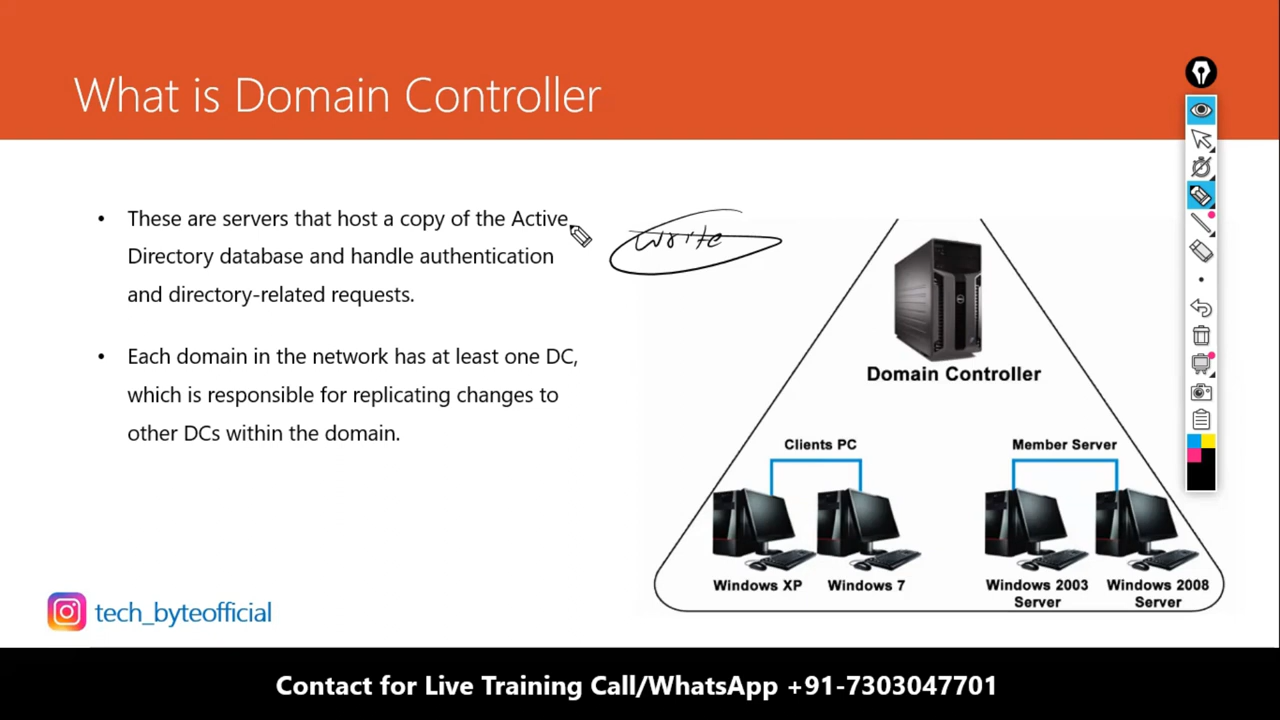 What is Domain Controller
• These are servers that host a copy of the Active
Directory database and handle authentication
and directory-related requests.
write
• Each domain in the network has at least one DC,
which is responsible for replicating changes to
other DCs within the domain.
Domain Controller
Clients PC
Member Server
Windows XP
Windows 7
Windows 2003
Server
Windows 2008
Server
tech_byteofficial
Contact for Live Training Call/WhatsApp +91-7303047701